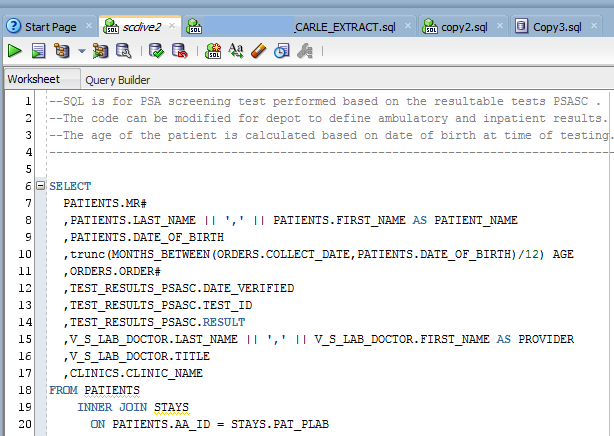 Start Page sccdive2 _CARLE_EXTRACT.sql copy2.sql Copy3.sql
Worksheet Query Builder
1 --SQL is for PSA screening test performed based on the resultable tests PSASC .
2 --The code can be modified for depot to define ambulatory and inpatient results.
3 --The age of the patient is calculated based on date of birth at time of testing.
4 --------------------------------------------------------------------------------
5
6 SELECT
7 PATIENTS.MR#
8 ,PATIENTS.LAST_NAME || ',' || PATIENTS.FIRST_NAME AS PATIENT_NAME
9 ,PATIENTS.DATE_OF_BIRTH
10 ,trunc(MONTHS_BETWEEN(ORDERS.COLLECT_DATE,PATIENTS.DATE_OF_BIRTH)/12) AGE
11 ,ORDERS.ORDER#
12 ,TEST_RESULTS_PSASC.DATE_VERIFIED
13 ,TEST_RESULTS_PSASC.TEST_ID
14 ,TEST_RESULTS_PSASC.RESULT
15 ,V_S_LAB_DOCTOR.LAST_NAME || ',' || V_S_LAB_DOCTOR.FIRST_NAME AS PROVIDER
16 ,V_S_LAB_DOCTOR.TITLE
17 ,CLINICS.CLINIC_NAME
18 FROM PATIENTS
19 INNER JOIN STAYS
20 ON PATIENTS.AA_ID = STAYS.PAT_PLAB